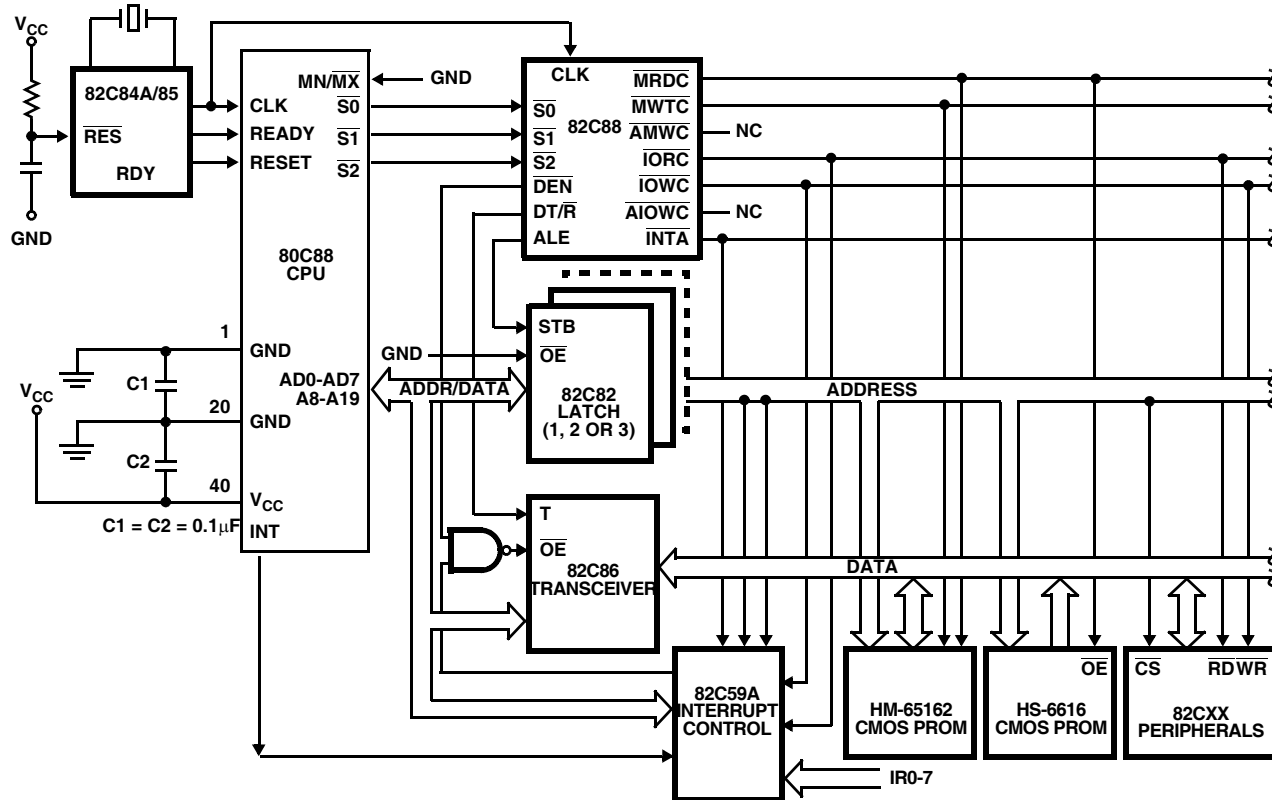 VCC
82C84A/85
RES
RDY
GND
MN/MX
GND
CLK
S0
READY
S1
RESET
S2
80C88
CPU
1
GND
C1
AD0-AD7
A8-A19
VCC
20
GND
C2
40
VCC
C1 = C2 = 0.1μF
INT
CLK
MRDC
S0
MWTC
82C88
S1
AMWC
NC
S2
IORC
DEN
IOWC
DT/R
AIOWC
NC
ALE
INTA
STB
GND
OE
ADDR/DATA
82C82
LATCH
(1, 2 OR 3)
ADDRESS
T
OE
82C86
TRANSCEIVER
DATA
82C59A
INTERRUPT
CONTROL
IR0-7
HM-65162
CMOS PROM
OE
HS-6616
CMOS PROM
CS
RD WR
82CXX
PERIPHERALS